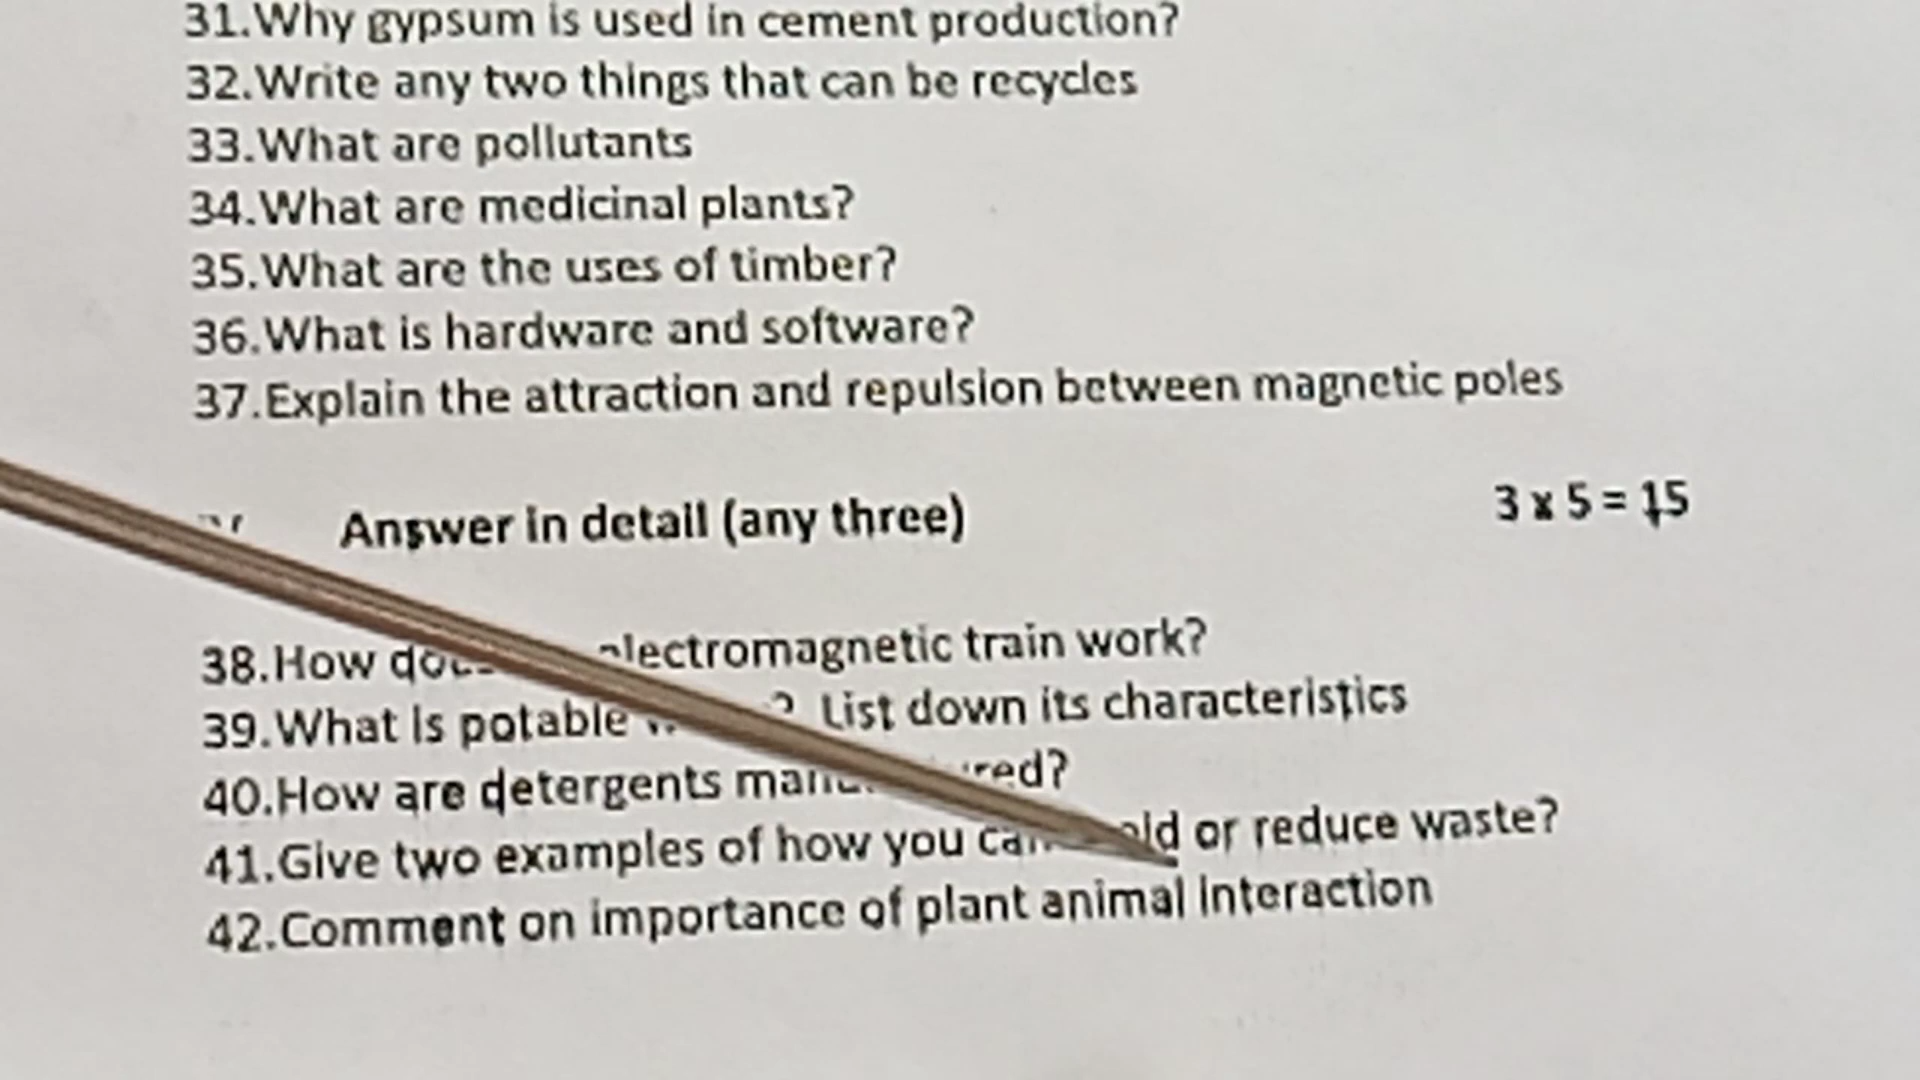 31.Why gypsum is used in cement production?
32.Write any two things that can be recycles
33.What are pollutants
34.What are medicinal plants?
35.What are the uses of timber?
36.What is hardware and software?
37.Explain the attraction and repulsion between magnetic poles
Answer in detail (any three) 3 x 5 = 15
38.How electromagnetic train work?
39.What is potable ? List down its characteristics
40.How are detergents
41.Give two examples of how you can or reduce waste?
42.Comment on importance of plant animal interaction